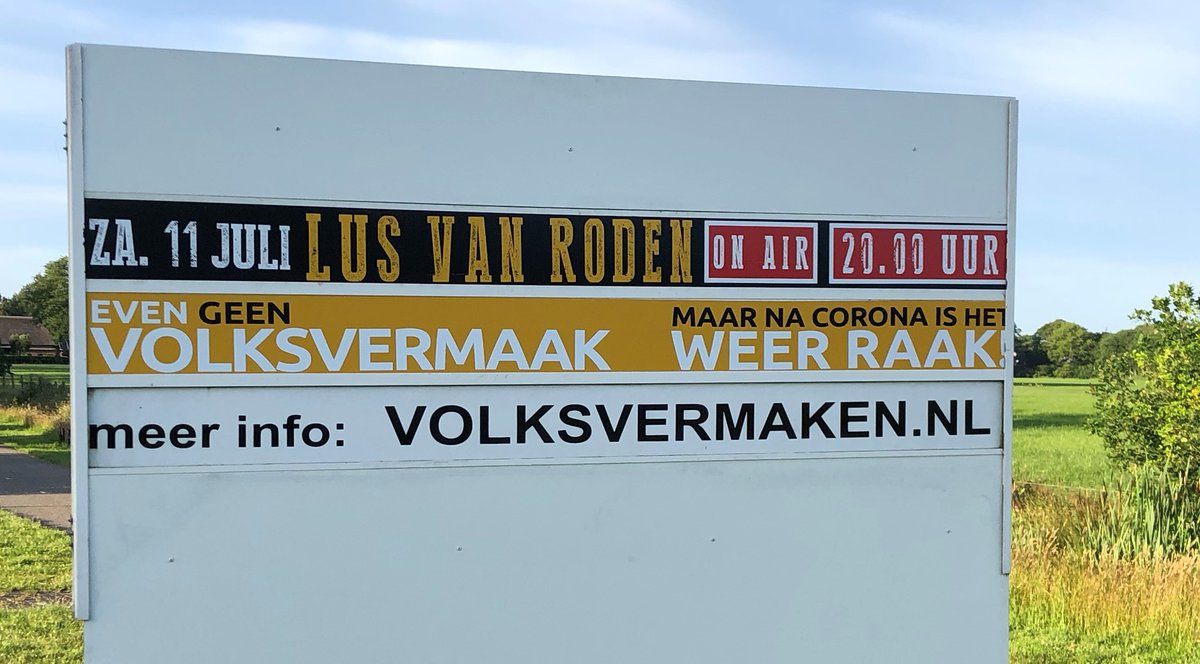 ZA. 11 JULI LUS VAN RODEN ON AIR 20.00 UUR
EVEN GEEN MAAR NA CORONA IS HET
VOLKSVERMAAK WEER RAAK!
meer info: VOLKSVERMAKEN.NL